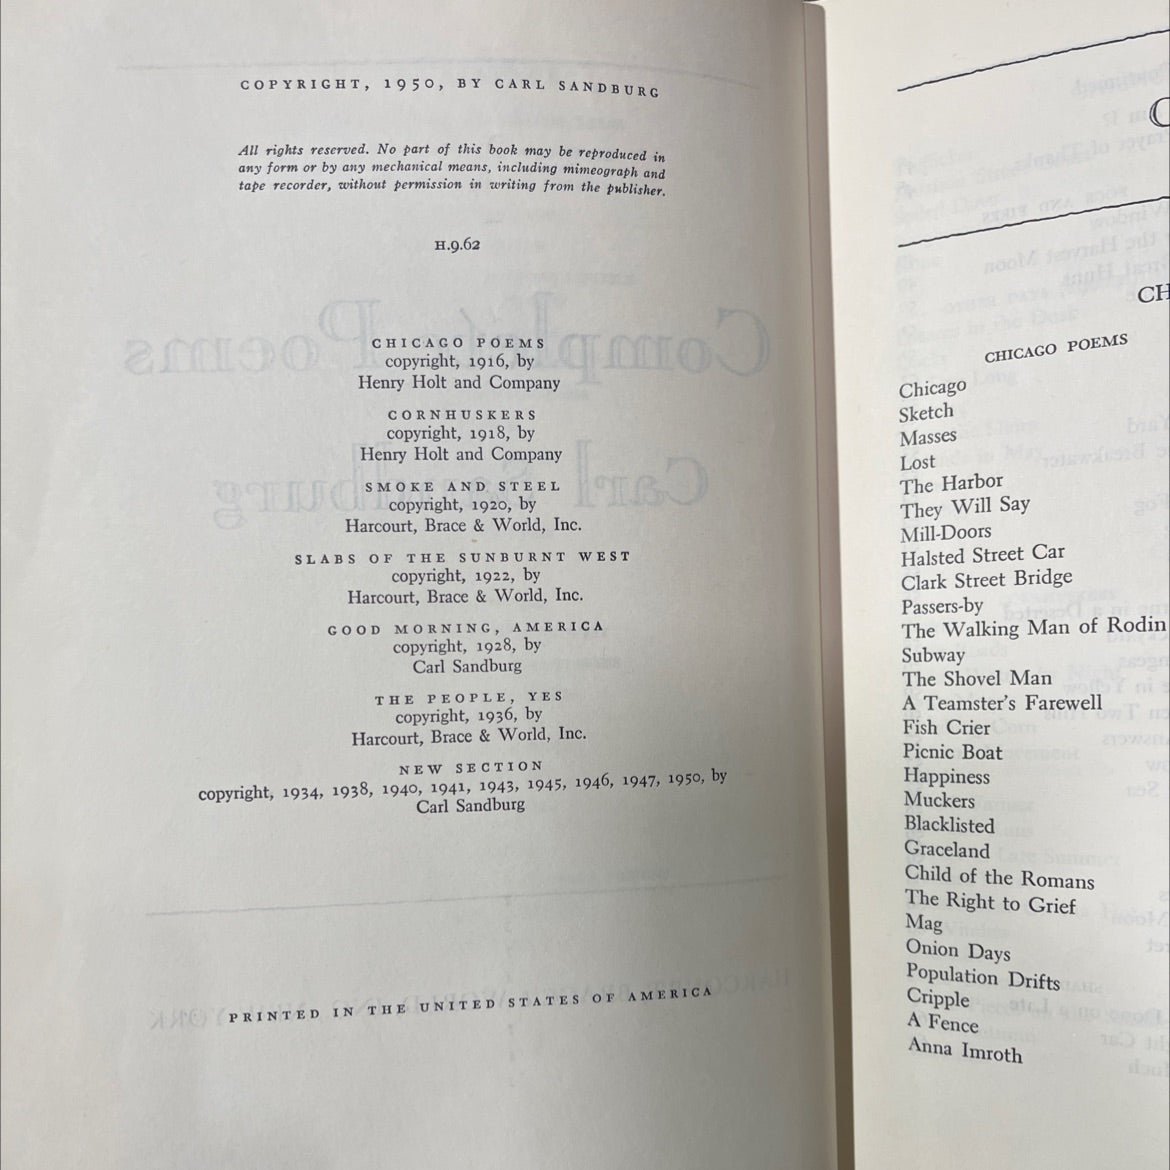 COPYRIGHT, 1950, BY CARL SANDBURG
All rights reserved. No part of this book may be reproduced in
any form or by any mechanical means, including mimeograph and
tape recorder, without permission in writing from the publisher.
H.9.62
CHICAGO POEMS
copyright, 1916, by
Henry Holt and Company
CORNHUSKERS
copyright, 1918, by
Henry Holt and Company
SMOKE AND STEEL
copyright, 1920, by
Harcourt, Brace & World, Inc.
SLABS OF THE SUNBURNT WEST
copyright, 1922, by
Harcourt, Brace & World, Inc.
GOOD MORNING, AMERICA
copyright, 1928, by
Carl Sandburg
THE PEOPLE, YES
copyright, 1936, by
Harcourt, Brace & World, Inc.
NEW SECTION
copyright, 1934, 1938, 1940, 1941, 1943, 1945, 1946, 1947, 1950, by
Carl Sandburg
PRINTED IN THE UNITED STATES OF AMERICA
C
CH
CHICAGO POEMS
Chicago
Sketch
Masses
Lost
The Harbor
They Will Say
Mill-Doors
Halsted Street Car
Clark Street Bridge
Passers-by
The Walking Man of Rodin
Subway
The Shovel Man
A Teamster's Farewell
Fish Crier
Picnic Boat
Happiness
Muckers
Blacklisted
Graceland
Child of the Romans
The Right to Grief
Mag
Onion Days
Population Drifts
Cripple
A Fence
Anna Imroth